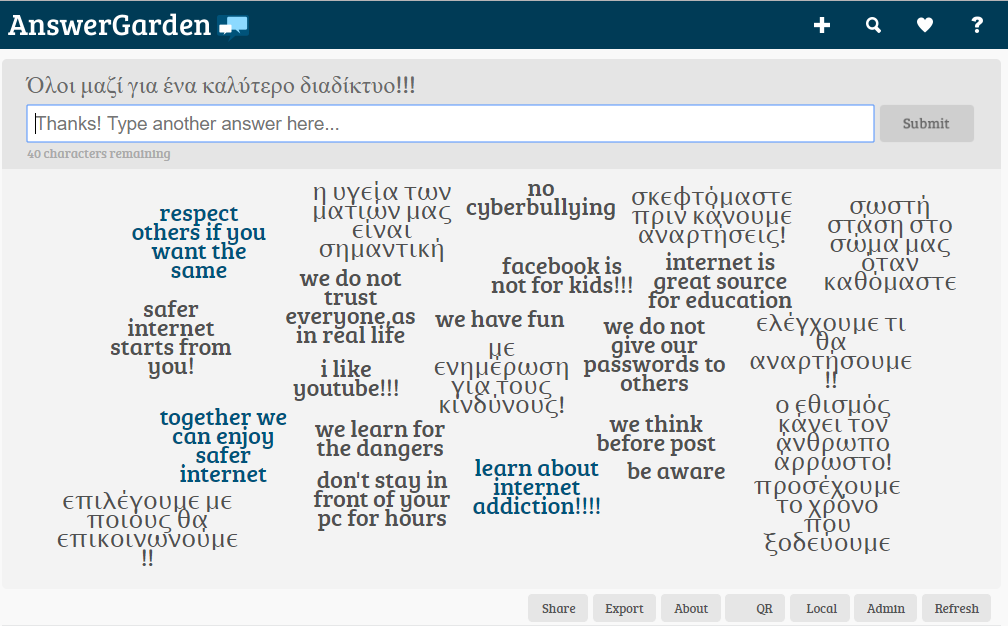 AnswerGarden
Όλοι μαζί για ένα καλύτερο διαδίκτυο!!!
Thanks! Type another answer here...
Submit
40 characters remaining
respect
others if you
want the
same
η υγεία των
ματιών μας
είναι
σημαντική
no
cyberbullying
σκεφτόμαστε
πριν κάνουμε
αναρτήσεις!
σωστή
στάση στο
σώμα μας
όταν
καθόμαστε
safer
internet
starts from
you!
we do not
trust
everyone as
in real life
facebook is
not for kids!!!
internet is
great source
for education
we have fun
we do not
give our
passwords to
others
ελέγχουμε τι
θα
αναρτήσουμε
!!
i like
youtube!!!
με
ενημέρωση
για τους
κίνδύνους!
together we
can enjoy
safer
internet
we learn for
the dangers
we think
before post
ο εθισμός
κάνει τον
άνθρωπο
άρρωστο!
επιλέγουμε με
ποιους θα
επικοινωνούμε
!!
don't stay in
front of your
pc for hours
learn about
internet
addiction!!!!
be aware
προσέχουμε
το χρόνο
που
ξοδεύουμε
Share
Export
About
QR
Local
Admin
Refresh